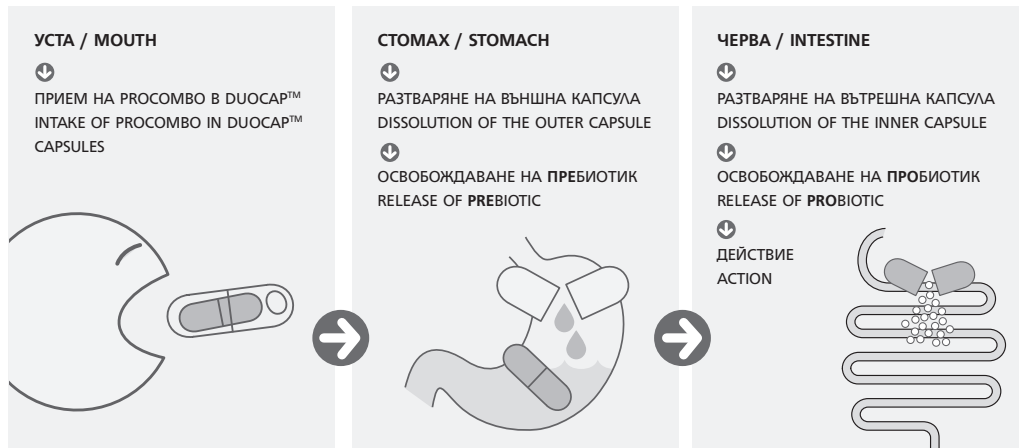 УСТА / MOUTH
ПРИЕМ НА PROCOMBO В DUOCAP™
INTAKE OF PROCOMBO IN DUOCAP™
CAPSULES
СТОМАХ / STOMACH
РАЗТВАРЯНЕ НА ВЪНШНА КАПСУЛА
DISSOLUTION OF THE OUTER CAPSULE
ОСВОБОЖДАВАНЕ НА ПРЕБИОТИК
RELEASE OF PREBIOTIC
ЧЕРВА / INTESTINE
РАЗТВАРЯНЕ НА ВЪТРЕШНА КАПСУЛА
DISSOLUTION OF THE INNER CAPSULE
ОСВОБОЖДАВАНЕ НА ПРОБИОТИК
RELEASE OF PROBIOTIC
ДЕЙСТВИЕ
ACTION